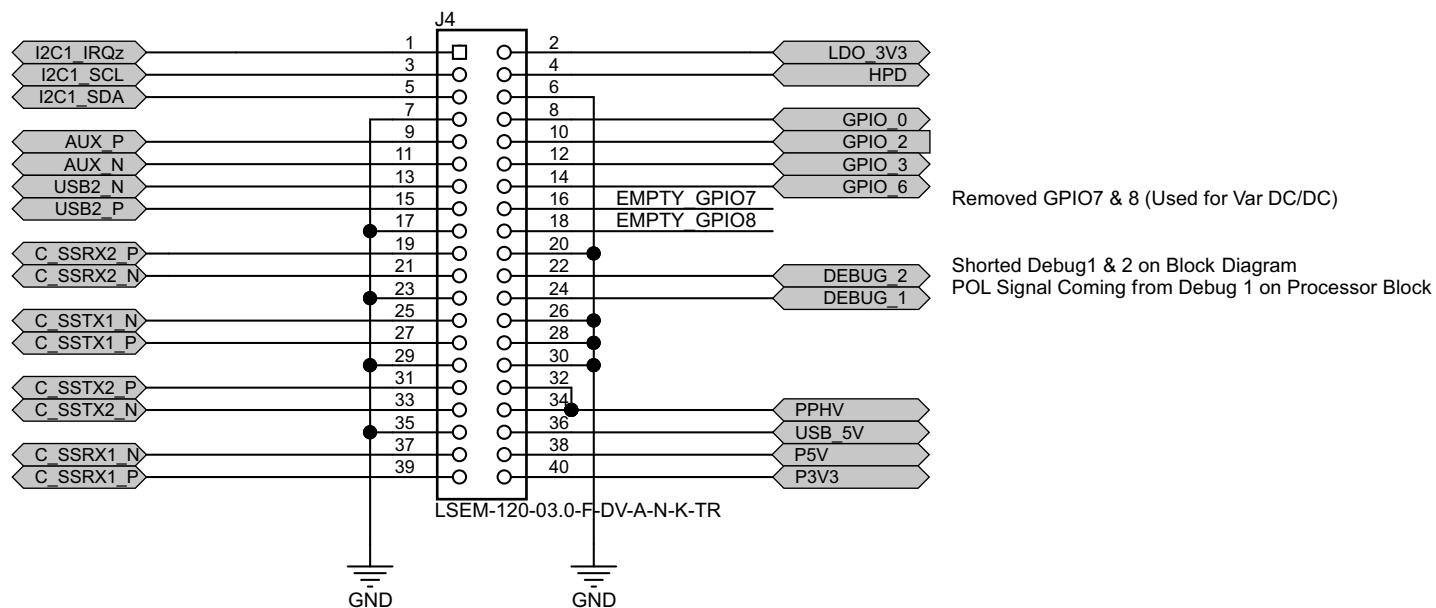 J4
I2C1_IRQz 1 2 LDO_3V3
I2C1_SCL 3 4 HPD
I2C1_SDA 5 6
7 8 GPIO_0
AUX_P 9 10 GPIO_2
AUX_N 11 12 GPIO_3
USB2_N 13 14 GPIO_6
USB2_P 15 16 EMPTY_GPIO7 Removed GPIO7 & 8 (Used for Var DC/DC)
17 18 EMPTY_GPIO8
C_SSRX2_P 19 20
C_SSRX2_N 21 22 DEBUG_2 Shorted Debug1 & 2 on Block Diagram
23 24 DEBUG_1 POL Signal Coming from Debug 1 on Processor Block
C_SSTX1_N 25 26
C_SSTX1_P 27 28
29 30
C_SSTX2_P 31 32
C_SSTX2_N 33 34 PPHV
35 36 USB_5V
C_SSRX1_N 37 38 P5V
C_SSRX1_P 39 40 P3V3
LSEM-120-03.0-F-DV-A-N-K-TR
GND GND